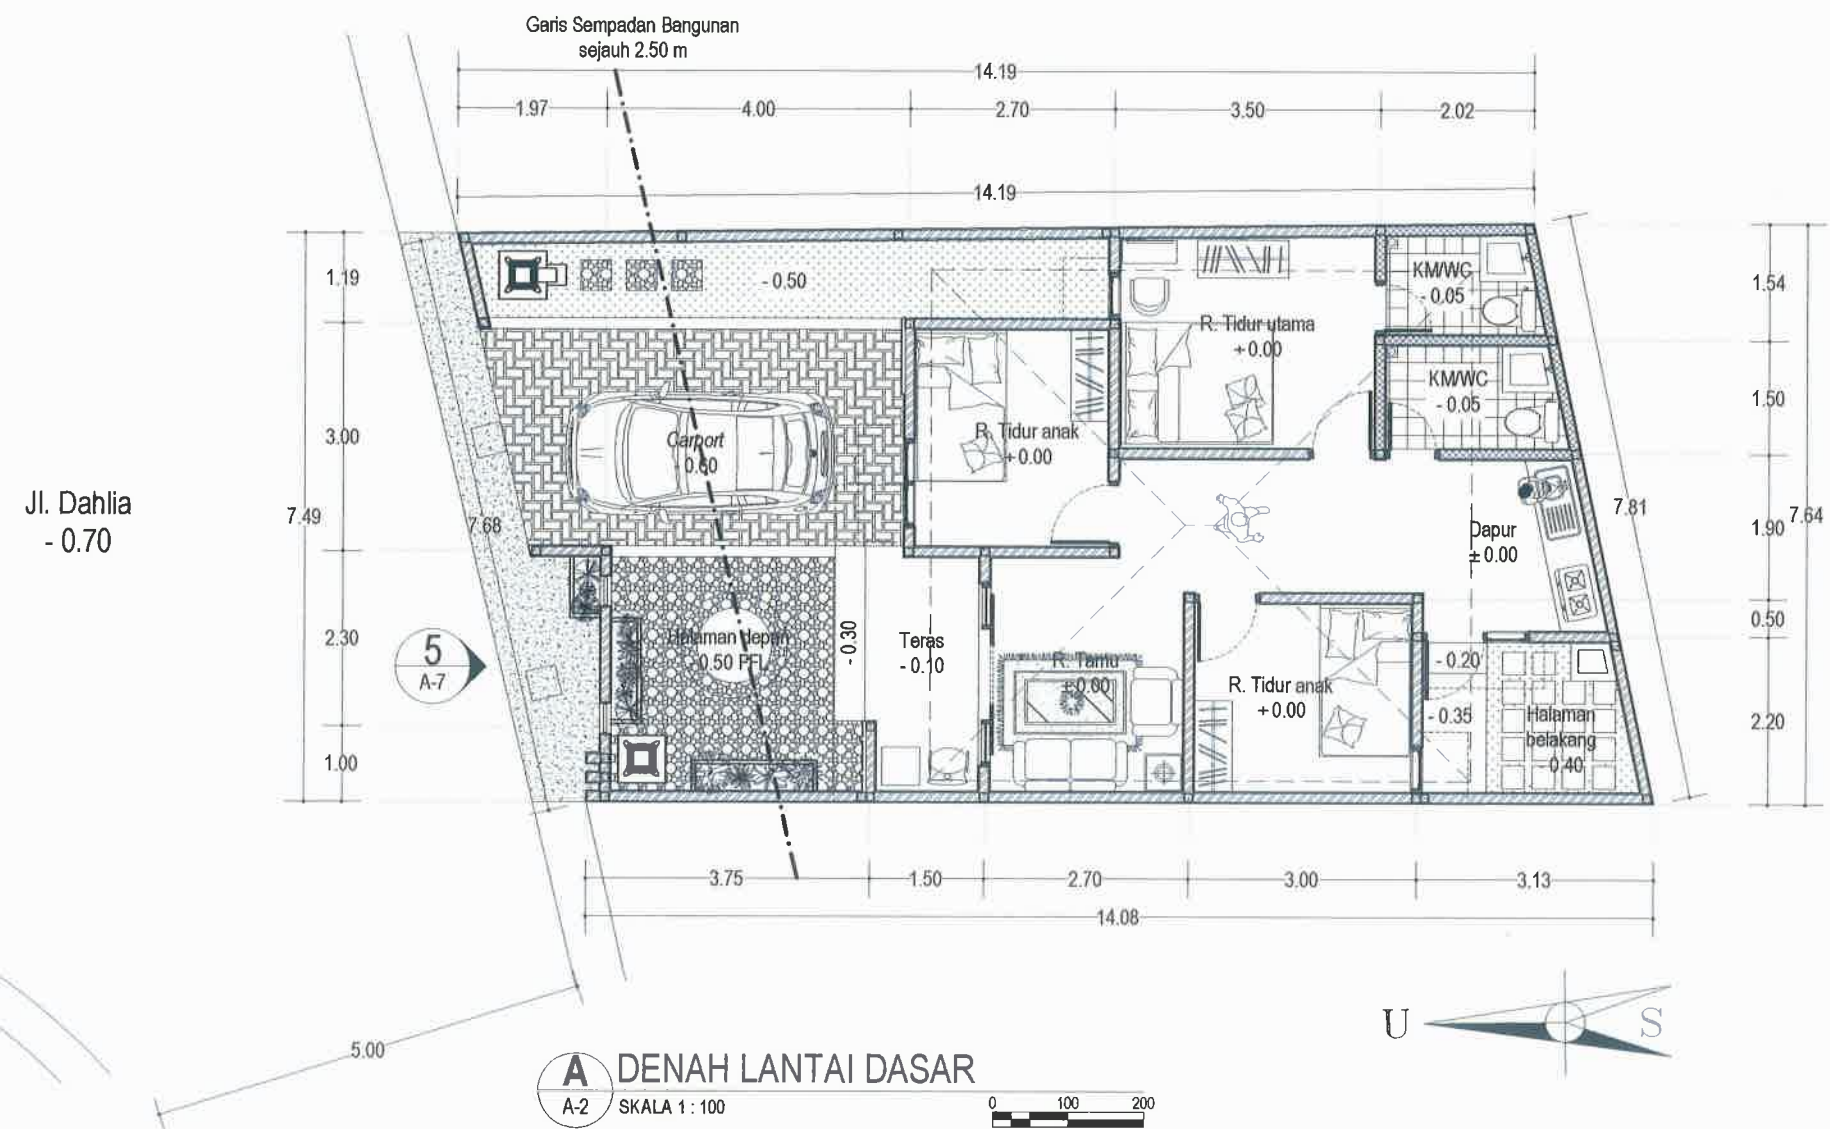 Garis Sempadan Bangunan
sejauh 2.50 m
14.19
1.97
4.00
2.70
3.50
2.02
14.19
1.19
3.00
7.49
2.30
1.00
7.68
Jl. Dahlia
- 0.70
5
A-7
- 0.50
KM/WC
- 0.05
R. Tidur utama
+0.00
KM/WC
- 0.05
Carport
- 0.60
R. Tidur anak
+0.00
Dapur
± 0.00
Halaman depan
- 0.50 PFL
- 0.30
Teras
- 0.10
R. Tamu
+0.00
R. Tidur anak
+0.00
- 0.20
- 0.35
Halaman
belakang
- 0.40
7.81
1.54
1.50
1.90
7.64
0.50
2.20
3.75
1.50
2.70
3.00
3.13
14.08
5.00
U
S
A
A-2
DENAH LANTAI DASAR
SKALA 1 : 100
0
100
200